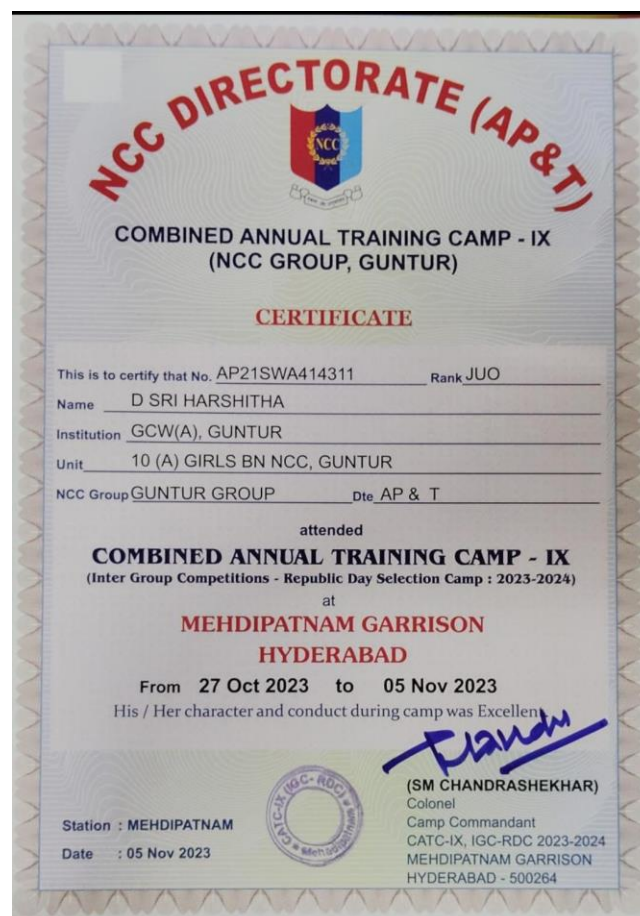 NCC DIRECTORATE (AP&T)
NCC
COMBINED ANNUAL TRAINING CAMP - IX
(NCC GROUP, GUNTUR)
CERTIFICATE
This is to certify that No. AP21SWA414311 Rank JUO
Name D SRI HARSHITHA
Institution GCW(A), GUNTUR
Unit 10 (A) GIRLS BN NCC, GUNTUR
NCC Group GUNTUR GROUP Dte AP & T
attended
COMBINED ANNUAL TRAINING CAMP - IX
(Inter Group Competitions - Republic Day Selection Camp : 2023-2024)
at
MEHDIPATNAM GARRISON
HYDERABAD
From 27 Oct 2023 to 05 Nov 2023
His / Her character and conduct during camp was Excellent
(SM CHANDRASHEKHAR)
Colonel
Camp Commandant
CATC-IX, IGC-RDC 2023-2024
MEHDIPATNAM GARRISON
HYDERABAD - 500264
CATC-IX (IGC-RDC)
Mehdipatnam
Station : MEHDIPATNAM
Date : 05 Nov 2023